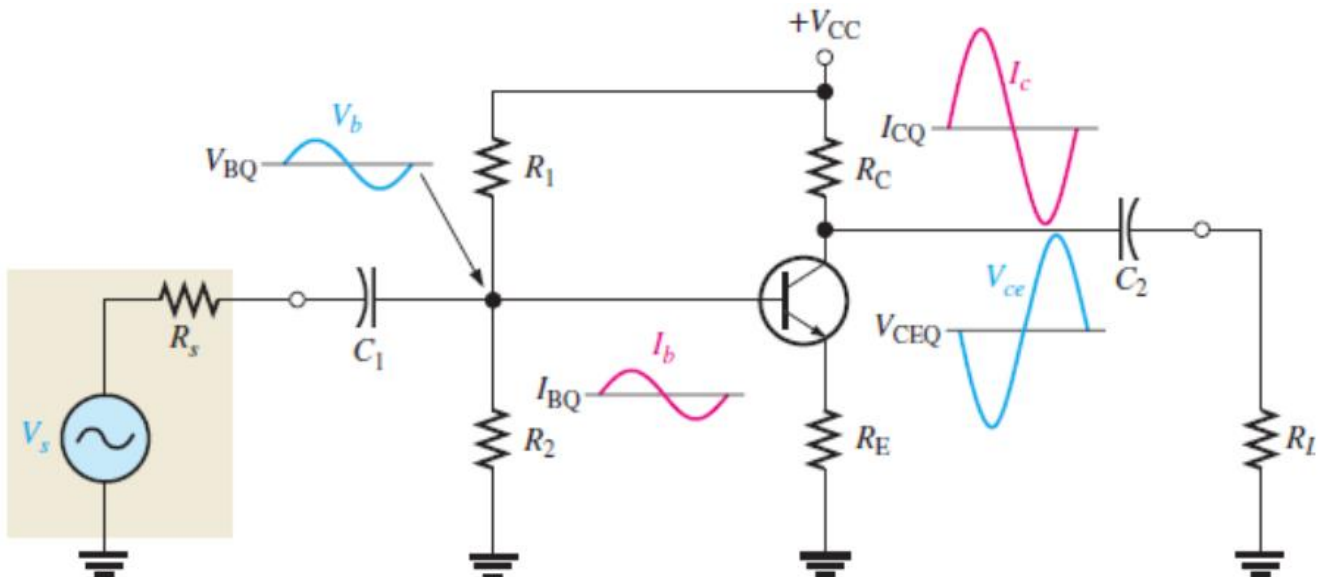 +VCC
Ic
Vb
ICQ
VBQ
R1
RC
Vce
C2
Rs
C1
VCEQ
Ib
IBQ
Vs
R2
RE
RL